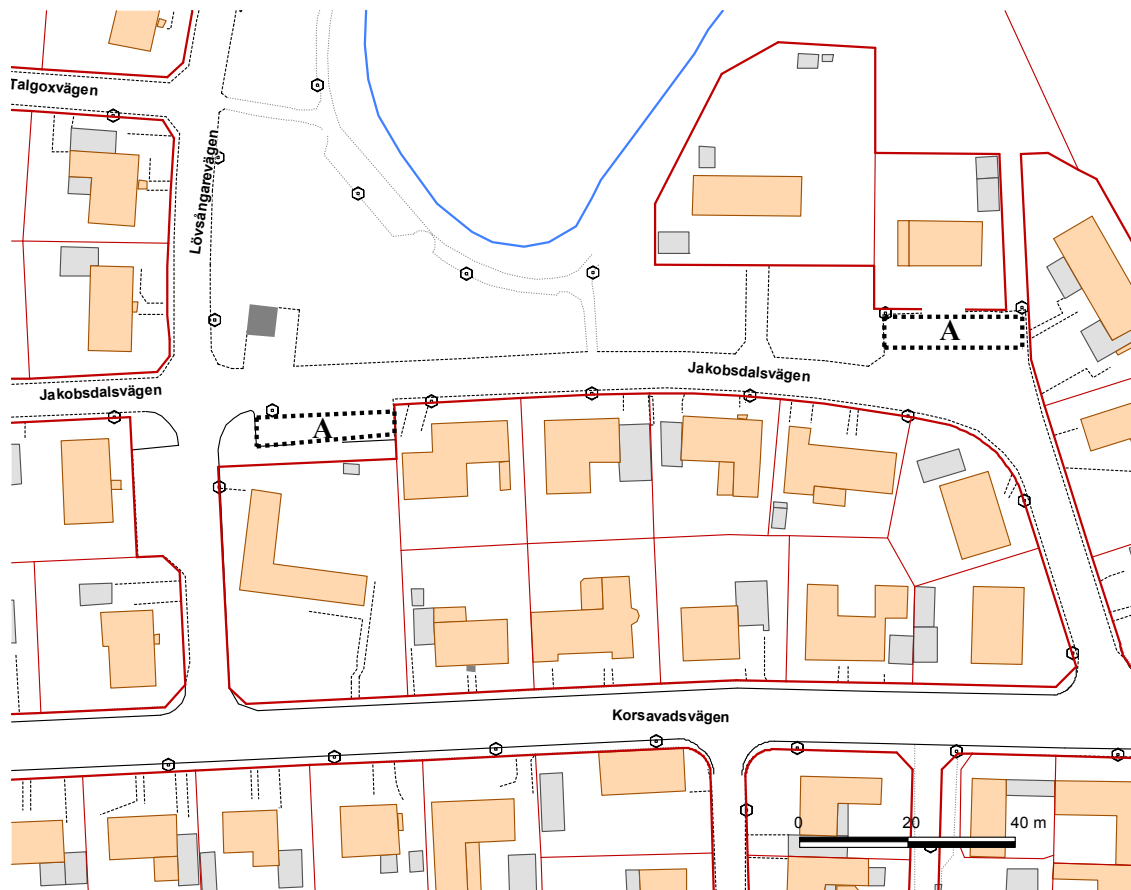 Talgoxvägen
Lövsångarevägen
A
Jakobsdalsvägen
Jakobsdalsvägen
A
Korsavadsvägen
0 20 40 m